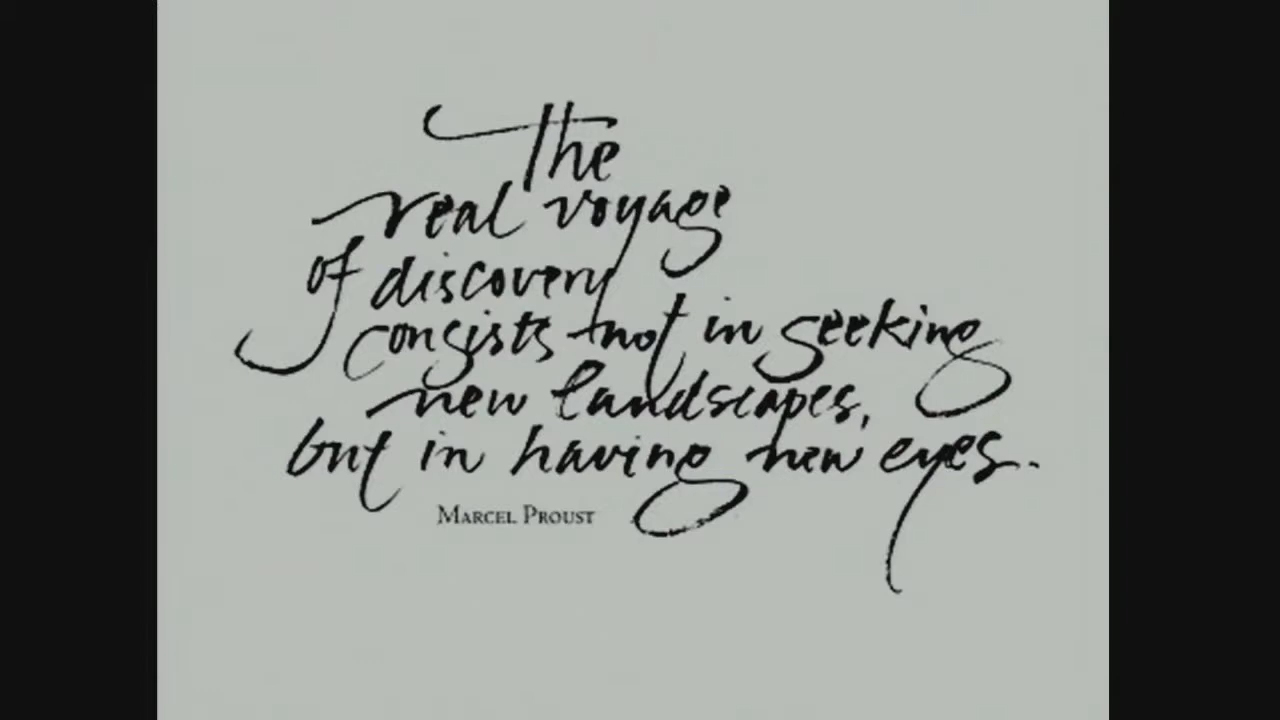 The
real voyage
of discovery
consists not in seeking
new landscapes,
but in having new eyes.
MARCEL PROUST